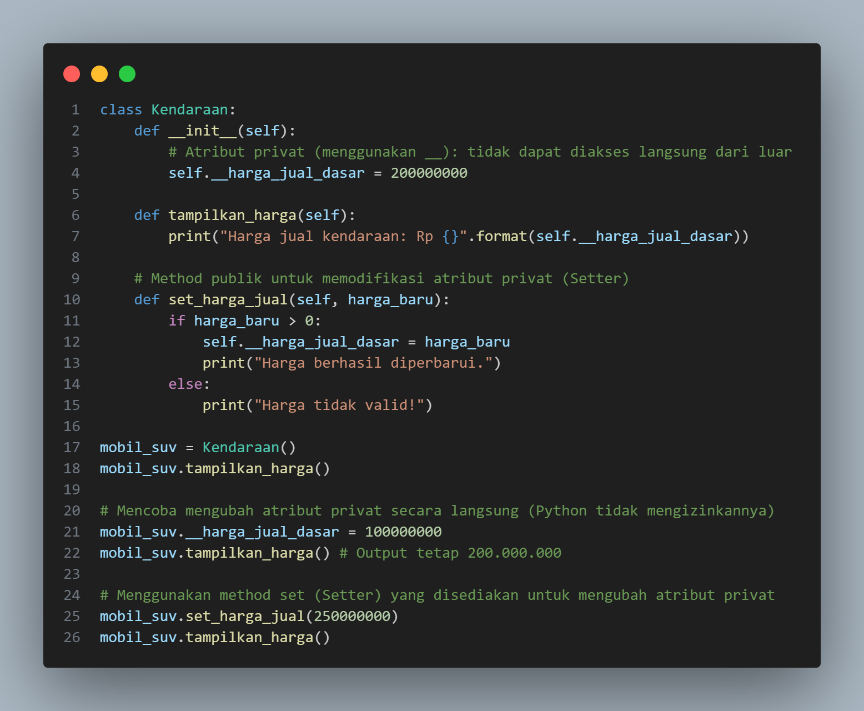 1 class Kendaraan:
2     def __init__(self):
3         # Atribut privat (menggunakan __): tidak dapat diakses langsung dari luar
4         self.__harga_jual_dasar = 200000000
5
6     def tampilkan_harga(self):
7         print("Harga jual kendaraan: Rp {}".format(self.__harga_jual_dasar))
8
9     # Method publik untuk memodifikasi atribut privat (Setter)
10     def set_harga_jual(self, harga_baru):
11         if harga_baru > 0:
12             self.__harga_jual_dasar = harga_baru
13             print("Harga berhasil diperbarui.")
14         else:
15             print("Harga tidak valid!")
16
17 mobil_suv = Kendaraan()
18 mobil_suv.tampilkan_harga()
19
20 # Mencoba mengubah atribut privat secara langsung (Python tidak mengizinkannya)
21 mobil_suv.__harga_jual_dasar = 100000000
22 mobil_suv.tampilkan_harga() # Output tetap 200.000.000
23
24 # Menggunakan method set (Setter) yang disediakan untuk mengubah atribut privat
25 mobil_suv.set_harga_jual(250000000)
26 mobil_suv.tampilkan_harga()